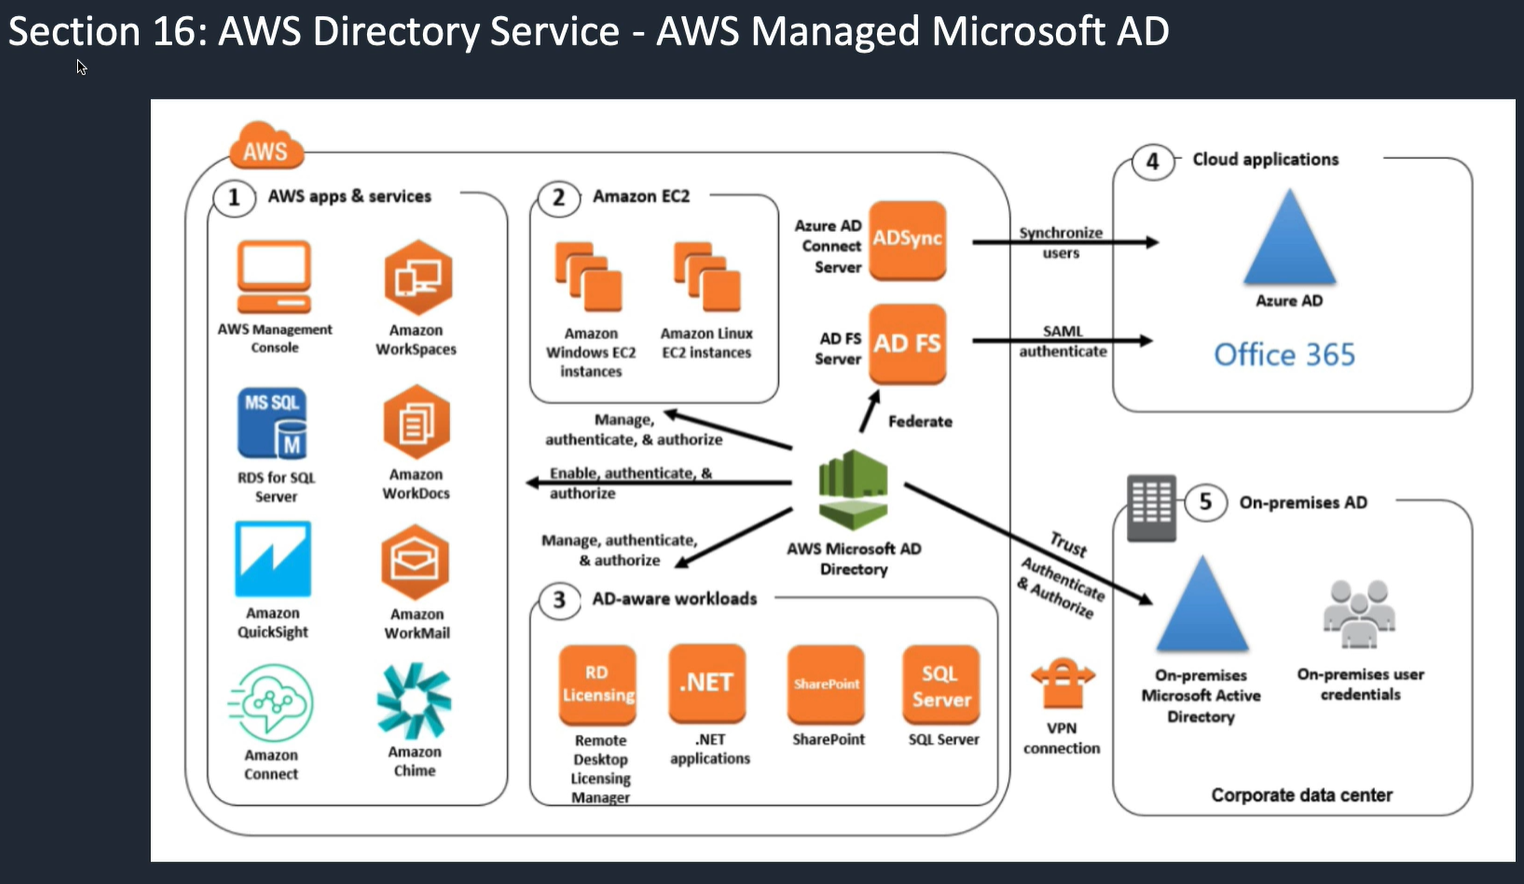 Section 16: AWS Directory Service - AWS Managed Microsoft AD
AWS
1
AWS apps & services
AWS Management
Console
Amazon
WorkSpaces
MS SQL
M
RDS for SQL
Server
Amazon
WorkDocs
Amazon
QuickSight
Amazon
WorkMail
Amazon
Connect
Amazon
Chime
2
Amazon EC2
Amazon
Windows EC2
instances
Amazon Linux
EC2 instances
Azure AD
Connect
Server
ADSync
AD FS
Server
AD FS
Federate
Manage,
authenticate, & authorize
Enable, authenticate, &
authorize
Manage, authenticate,
& authorize
AWS Microsoft AD
Directory
3
AD-aware workloads
RD
Licensing
Remote
Desktop
Licensing
Manager
.NET
.NET
applications
SharePoint
SharePoint
SQL
Server
SQL Server
Synchronize
users
SAML
authenticate
4
Cloud applications
Azure AD
Office 365
Trust
Authenticate
& Authorize
VPN
connection
5
On-premises AD
On-premises
Microsoft Active
Directory
On-premises user
credentials
Corporate data center